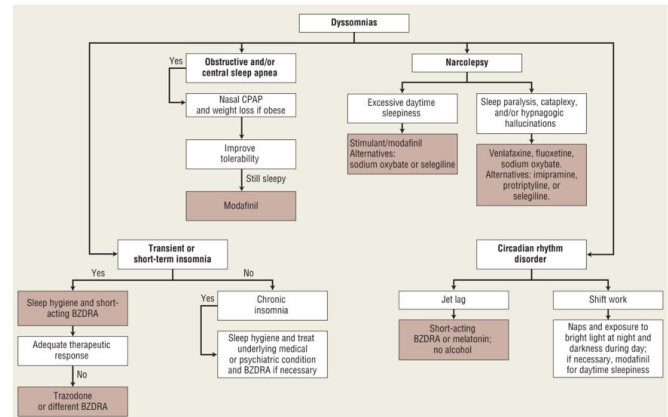 Dyssomnias
Yes
Obstructive and/or
central sleep apnea
Nasal CPAP
and weight loss if obese
Improve
tolerability
Still sleepy
Modafinil
Narcolepsy
Excessive daytime
sleepiness
Stimulant/modafinil
Alternatives:
sodium oxybate or selegiline
Sleep paralysis, cataplexy,
and/or hypnagogic
hallucinations
Venlafaxine, fluoxetine,
sodium oxybate.
Alternatives: imipramine,
protriptyline, or
selegiline.
Transient or
short-term insomnia
Yes
No
Sleep hygiene and short-
acting BZDRA
Adequate therapeutic
response
No
Trazodone
or different BZDRA
Yes
Chronic
insomnia
Sleep hygiene and treat
underlying medical
or psychiatric condition
and BZDRA if necessary
Circadian rhythm
disorder
Jet lag
Short-acting
BZDRA or melatonin;
no alcohol
Shift work
Naps and exposure to
bright light at night and
darkness during day;
if necessary, modafinil
for daytime sleepiness